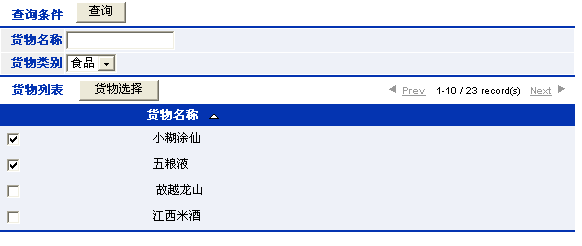 查询条件 查询
货物名称
货物类别 食品
货物列表 货物选择 Prev 1-10 / 23 record(s) Next
货物名称
小糊涂仙
五粮液
故越龙山
江西米酒